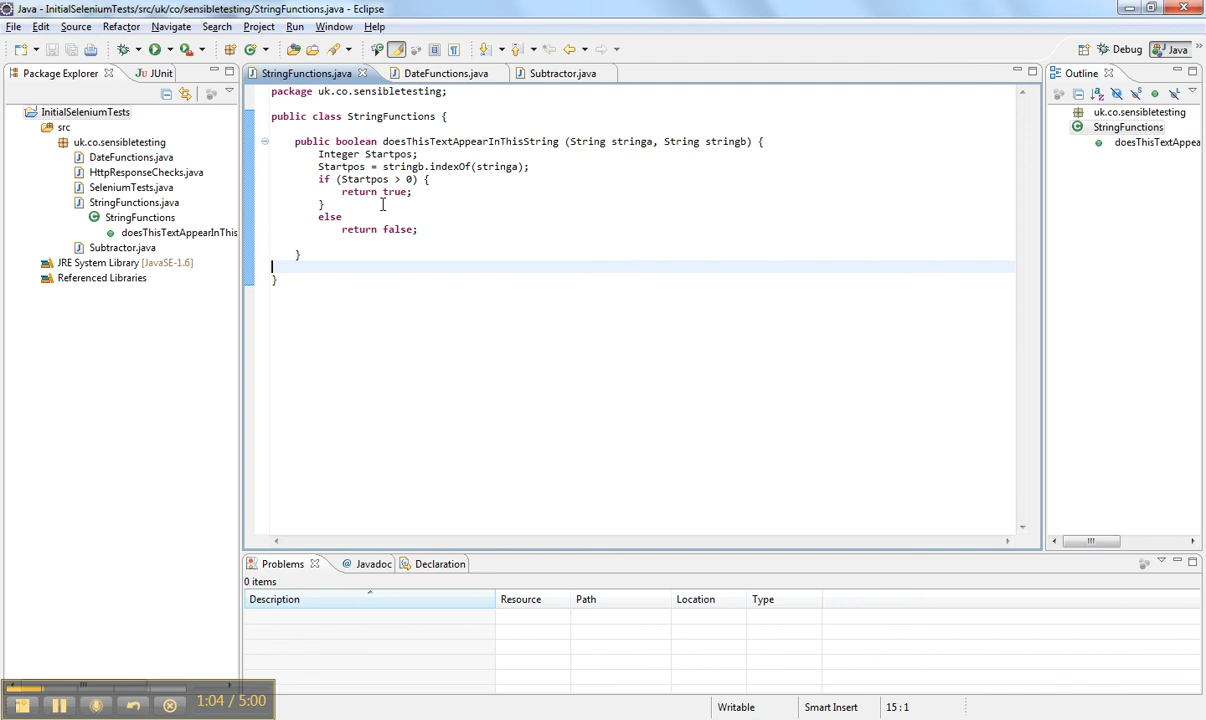 Java - InitialSeleniumTests/src/uk/co/sensibletesting/StringFunctions.java - Eclipse
File Edit Source Refactor Navigate Search Project Run Window Help
Debug Java »
Package Explorer JUnit
StringFunctions.java DateFunctions.java Subtractor.java
Outline
InitialSeleniumTests
src
uk.co.sensibletesting
DateFunctions.java
HttpResponseChecks.java
SeleniumTests.java
StringFunctions.java
StringFunctions
doesThisTextAppearInThis
Subtractor.java
JRE System Library [JavaSE-1.6]
Referenced Libraries
package uk.co.sensibletesting;
public class StringFunctions {
public boolean doesThisTextAppearInThisString (String stringa, String stringb) {
Integer Startpos;
Startpos = stringb.indexOf(stringa);
if (Startpos > 0) {
return true;
}
else
return false;
}
}
uk.co.sensibletesting
StringFunctions
doesThisTextAppea
Problems @ Javadoc Declaration
0 items
Description Resource Path Location Type
1:04 / 5:00
Writable Smart Insert 15 : 1